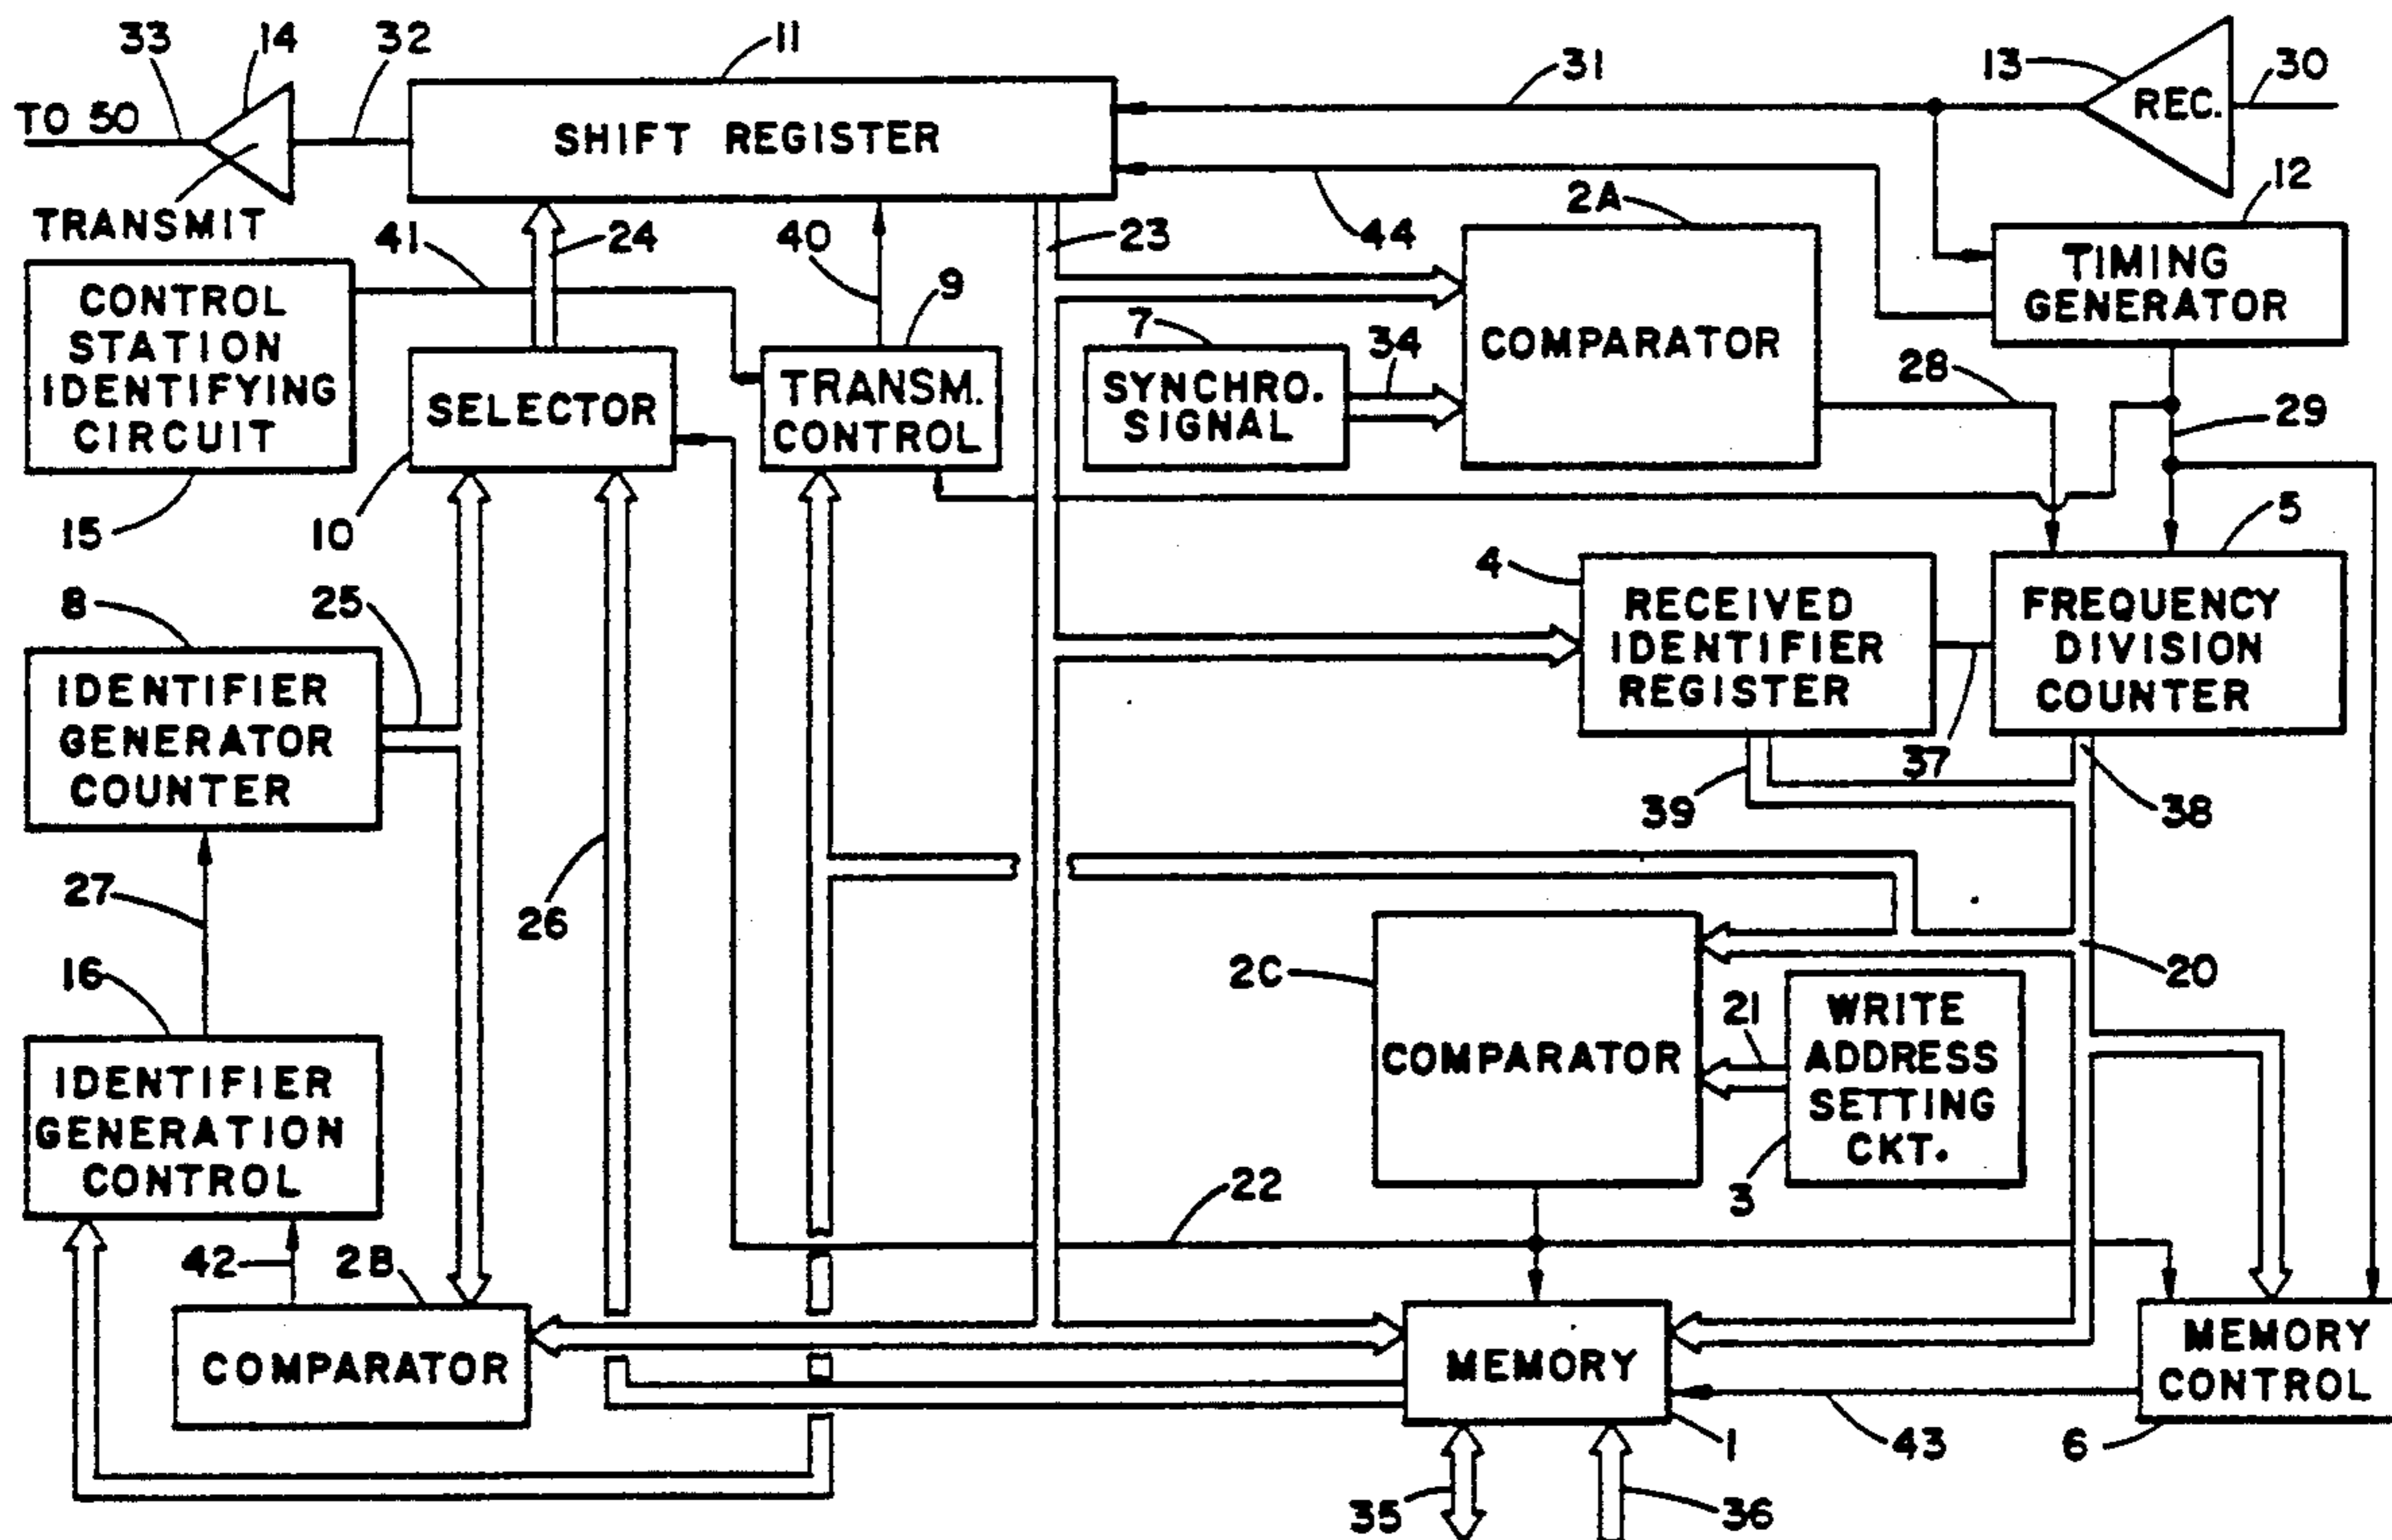 33
14
32
11
31
13
REC.
30
TO 50
SHIFT REGISTER
TRANSMIT
41
24
40
9
23
44
2A
12
TIMING
GENERATOR
CONTROL
STATION
IDENTIFYING
CIRCUIT
SELECTOR
TRANSM.
CONTROL
7
SYNCHRO.
SIGNAL
34
COMPARATOR
28
29
15
10
5
8
25
4
RECEIVED
IDENTIFIER
REGISTER
FREQUENCY
DIVISION
COUNTER
IDENTIFIER
GENERATOR
COUNTER
39
37
38
27
26
16
2C
20
IDENTIFIER
GENERATION
CONTROL
COMPARATOR
21
WRITE
ADDRESS
SETTING
CKT.
3
22
42
2B
COMPARATOR
MEMORY
MEMORY
CONTROL
1
43
6
35
36